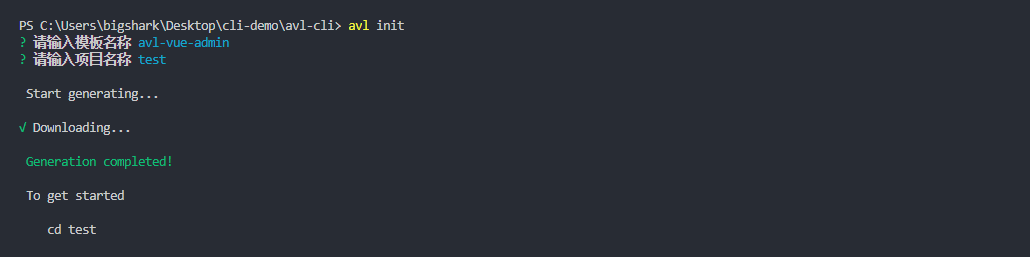 PS C:\Users\bigshark\Desktop\cli-demo\avl-cli> avl init
? 请输入模板名称 avl-vue-admin
? 请输入项目名称 test
Start generating...
√ Downloading...
Generation completed!
To get started
cd test